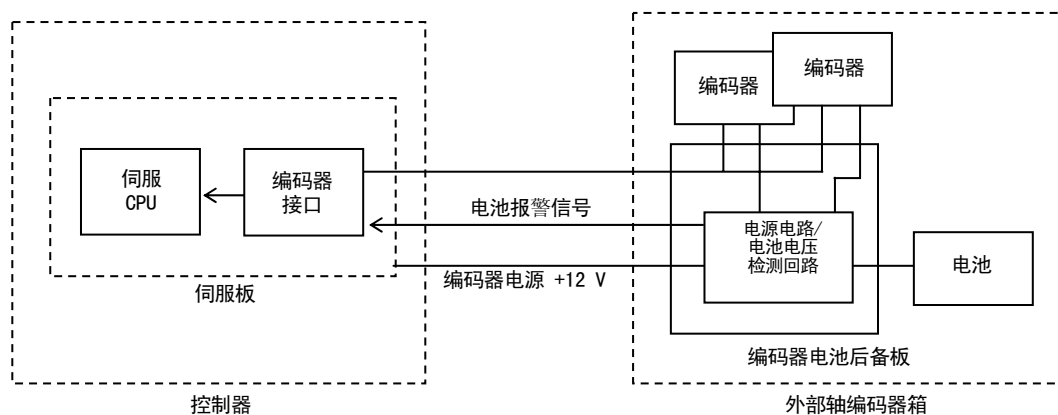 编码器
编码器
伺服
CPU
编码器
接口
电池报警信号
电源电路/
电池电压
检测回路
电池
编码器电源 +12 V
伺服板
编码器电池后备板
控制器
外部轴编码器箱